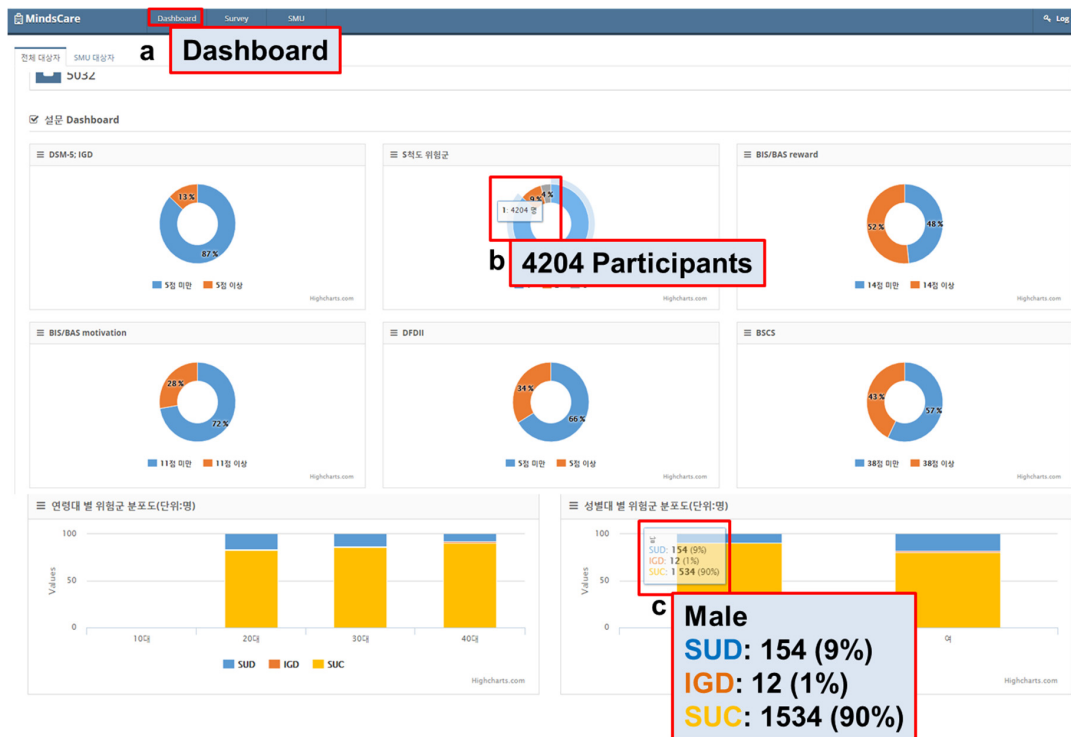 MindsCare
Dashboard Survey SMU
Log
전체 대상자 SMU 대상자
a Dashboard
5032
설문 Dashboard
DSM-5; IGD
13%
87%
5점 미만 5점 이상
Highcharts.com
S척도 위험군
4%
9%
1: 4204 명
b 4204 Participants
Highcharts.com
BIS/BAS reward
52% 48%
14점 미만 14점 이상
Highcharts.com
BIS/BAS motivation
28%
72%
11점 미만 11점 이상
Highcharts.com
DFDII
34%
66%
5점 미만 5점 이상
Highcharts.com
BSCS
43% 57%
38점 미만 38점 이상
Highcharts.com
연령대 별 위험군 분포도(단위:명)
Values
100
50
0
10대 20대 30대 40대
SUD IGD SUC
Highcharts.com
성별대 별 위험군 분포도(단위:명)
Values
100
50
0
남
SUD: 154 (9%)
IGD: 12 (1%)
SUC: 1 534 (90%)
여
c Male
SUD: 154 (9%)
IGD: 12 (1%)
SUC: 1534 (90%)
Highcharts.com